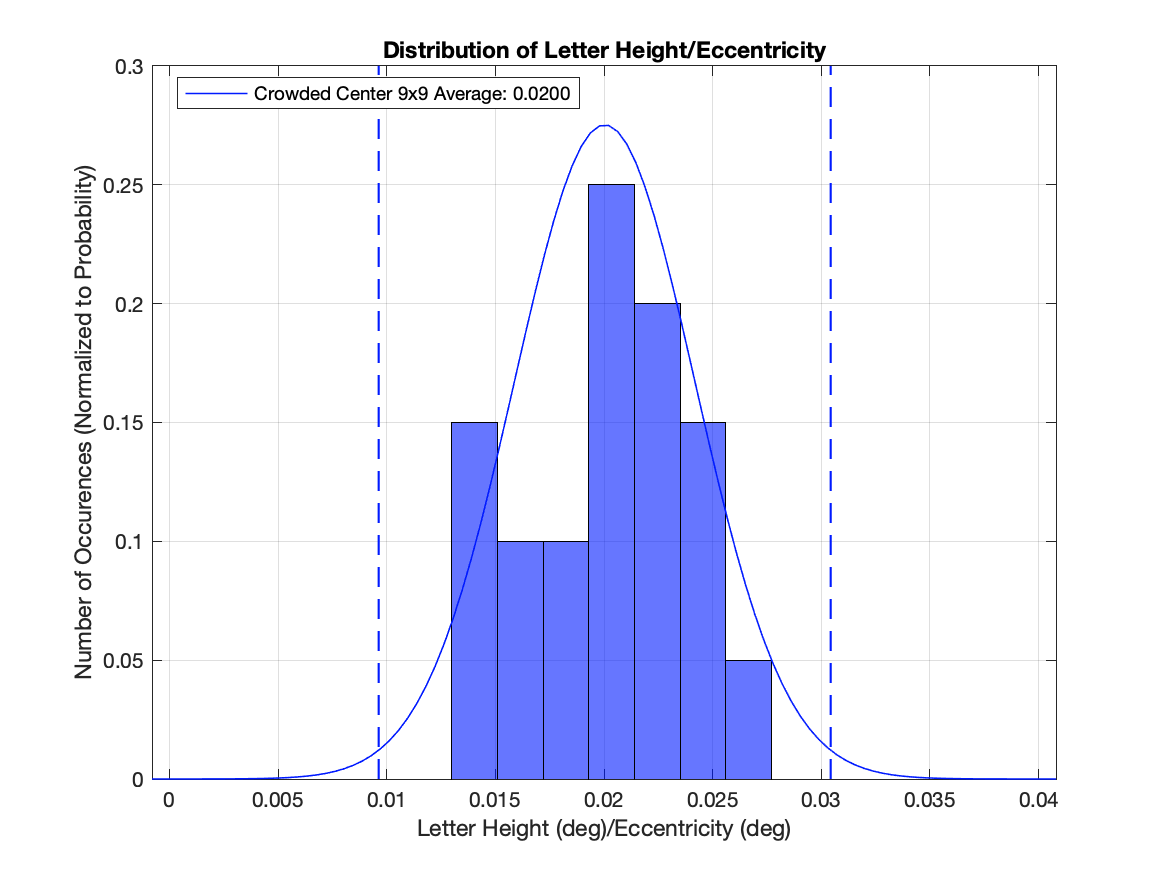 Distribution of Letter Height/Eccentricity
Crowded Center 9x9 Average: 0.0200
Number of Occurences (Normalized to Probability)
0.3
0.25
0.2
0.15
0.1
0.05
0
0 0.005 0.01 0.015 0.02 0.025 0.03 0.035 0.04
Letter Height (deg)/Eccentricity (deg)